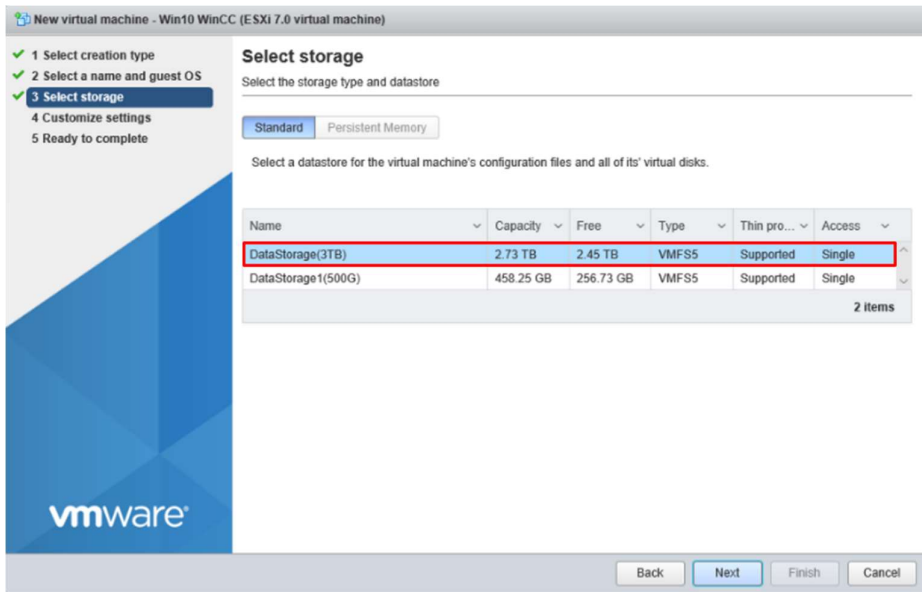 New virtual machine - Win10 WinCC (ESXi 7.0 virtual machine)
1 Select creation type
2 Select a name and guest OS
3 Select storage
4 Customize settings
5 Ready to complete
Select storage
Select the storage type and datastore
Standard Persistent Memory
Select a datastore for the virtual machine's configuration files and all of its' virtual disks.
Name Capacity Free Type Thin pro... Access
DataStorage(3TB) 2.73 TB 2.45 TB VMFS5 Supported Single
DataStorage1(500G) 458.25 GB 256.73 GB VMFS5 Supported Single
2 items
vmware®
Back Next Finish Cancel